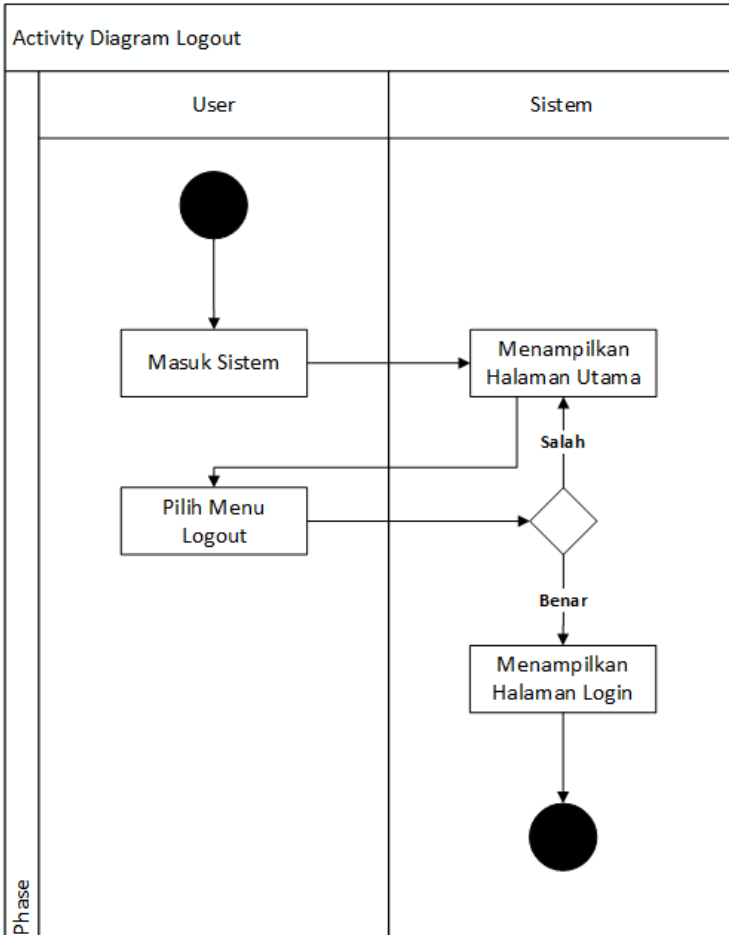 Activity Diagram Logout
User
Sistem
Masuk Sistem
Menampilkan
Halaman Utama
Salah
Pilih Menu
Logout
Benar
Menampilkan
Halaman Login
Phase